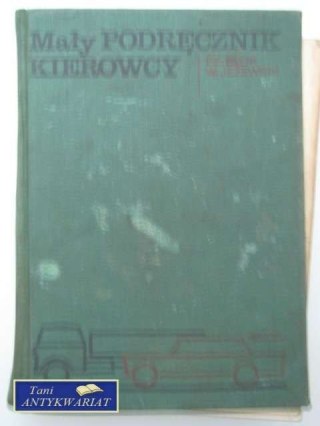 Mały PODRĘCZNIK
KIEROWCY
Tani
ANTYKWARIAT